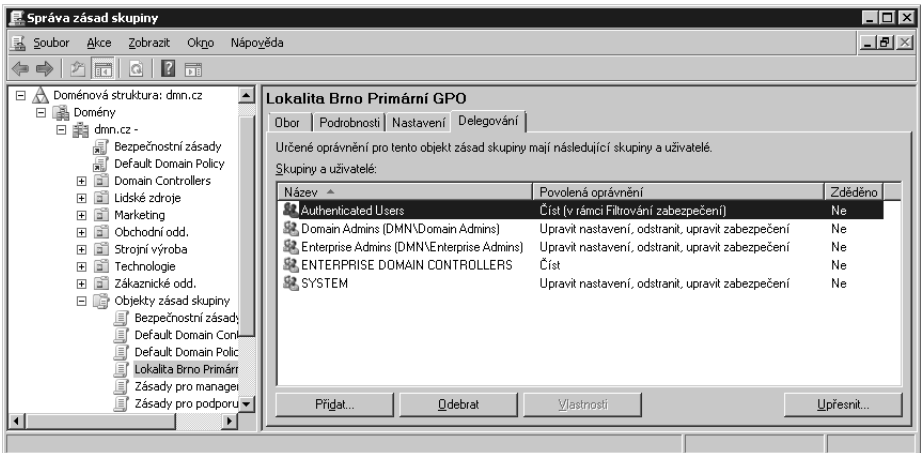 Správa zásad skupiny
Soubor Akce Zobrazit Okno Nápověda
Doménová struktura: dmn.cz
Domény
dmn.cz -
Bezpečnostní zásady
Default Domain Policy
Domain Controllers
Lidské zdroje
Marketing
Obchodní odd.
Strojní výroba
Technologie
Zákaznické odd.
Objekty zásad skupiny
Bezpečnostní zásady
Default Domain Cont
Default Domain Polic
Lokalita Brno Primárn
Zásady pro manager
Zásady pro podporu
Lokalita Brno Primární GPO
Obor Podrobnosti Nastavení Delegování
Určené oprávnění pro tento objekt zásad skupiny mají následující skupiny a uživatelé.
Skupiny a uživatelé:
Název Povolená oprávnění Zděděno
Authenticated Users Číst (v rámci Filtrování zabezpečení) Ne
Domain Admins (DMN\Domain Admins) Upravit nastavení, odstranit, upravit zabezpečení Ne
Enterprise Admins (DMN\Enterprise Admins) Upravit nastavení, odstranit, upravit zabezpečení Ne
ENTERPRISE DOMAIN CONTROLLERS Číst Ne
SYSTEM Upravit nastavení, odstranit, upravit zabezpečení Ne
Přidat... Odebrat Vlastnosti Upřesnit...